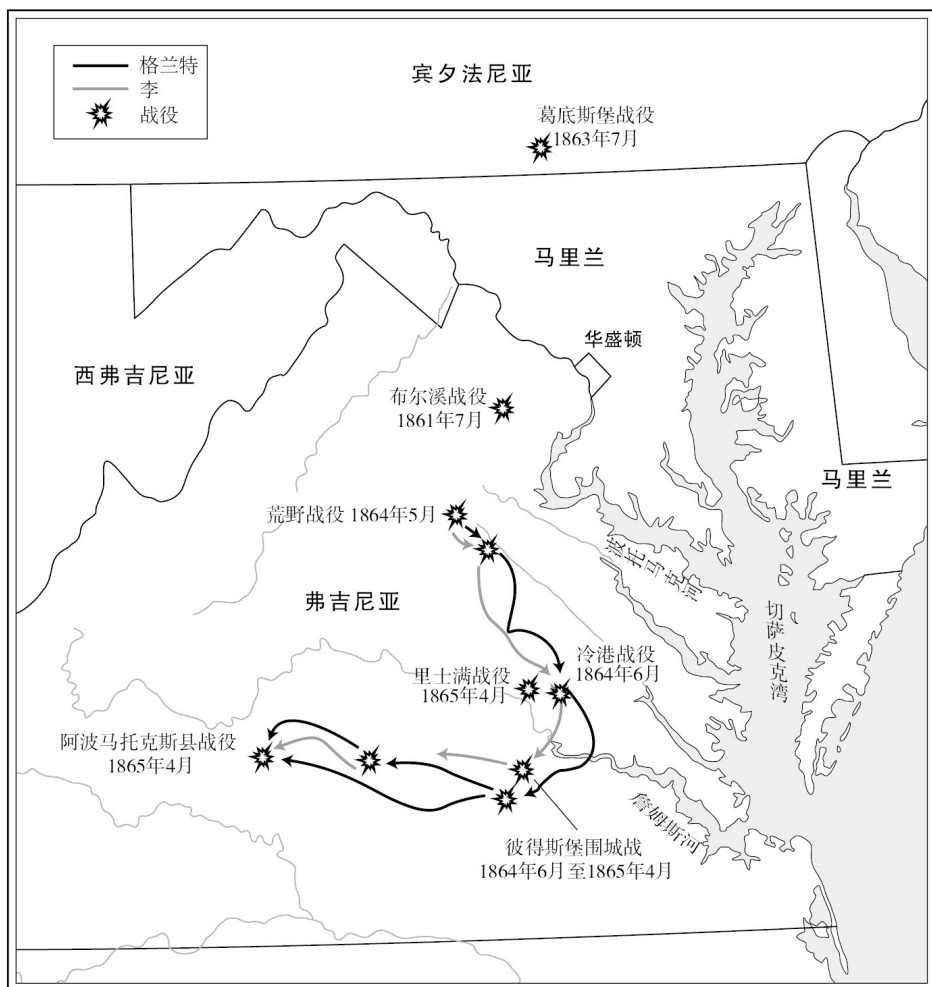 格兰特
李
战役
宾夕法尼亚
葛底斯堡战役
1863年7月
马里兰
华盛顿
西弗吉尼亚
布尔溪战役
1861年7月
马里兰
荒野战役 1864年5月
波托马克河
弗吉尼亚
切萨皮克湾
冷港战役
1864年6月
里士满战役
1865年4月
阿波马托克斯县战役
1865年4月
詹姆斯河
彼得斯堡围城战
1864年6月至1865年4月